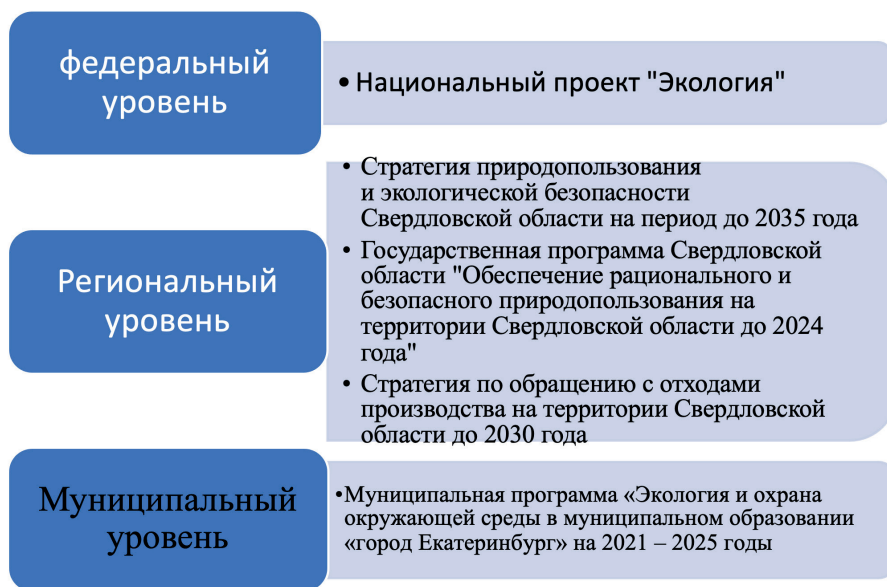 федеральный
уровень
•Национальный проект "Экология"
• Стратегия природопользования
и экологической безопасности
Свердловской области на период до 2035 года
• Государственная программа Свердловской
области "Обеспечение рационального и
безопасного природопользования на
территории Свердловской области до 2024
года"
• Стратегия по обращению с отходами
производства на территории Свердловской
области до 2030 года
Региональный
уровень
Муниципальный
уровень
•Муниципальная программа «Экология и охрана
окружающей среды в муниципальном образовании
«город Екатеринбург» на 2021 – 2025 годы